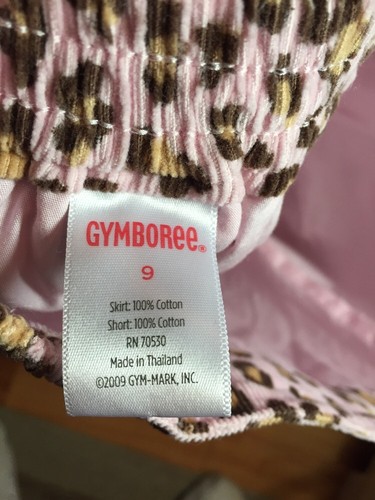 GYMBOREE®
9
Skirt: 100% Cotton
Short: 100% Cotton
RN 70530
Made in Thailand
©2009 GYM-MARK, INC.